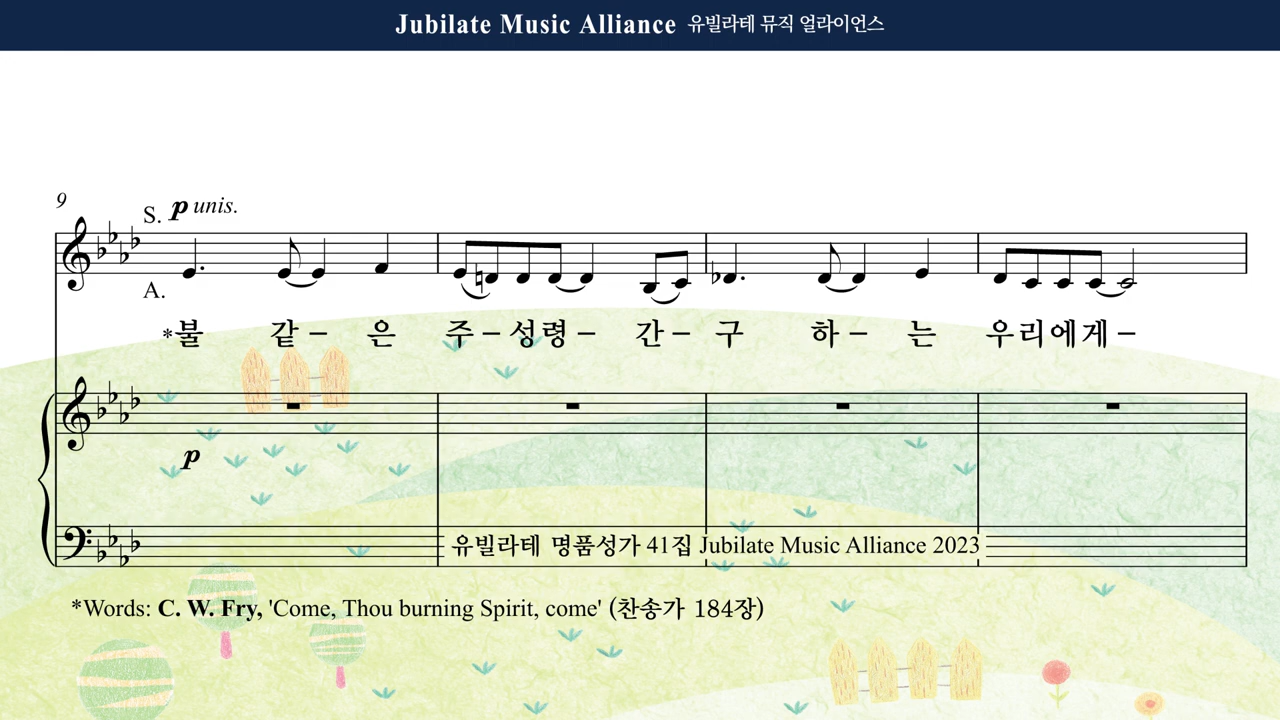 Jubilate Music Alliance 유빌라테 뮤직 얼라이언스
9
S. p unis.
A.
*불 같 – 은 주 – 성령 – 간 – 구 하 – 는 우리에게 –
p
유빌라테 명품성가 41집 Jubilate Music Alliance 2023
*Words: C. W. Fry, 'Come, Thou burning Spirit, come' (찬송가 184장)